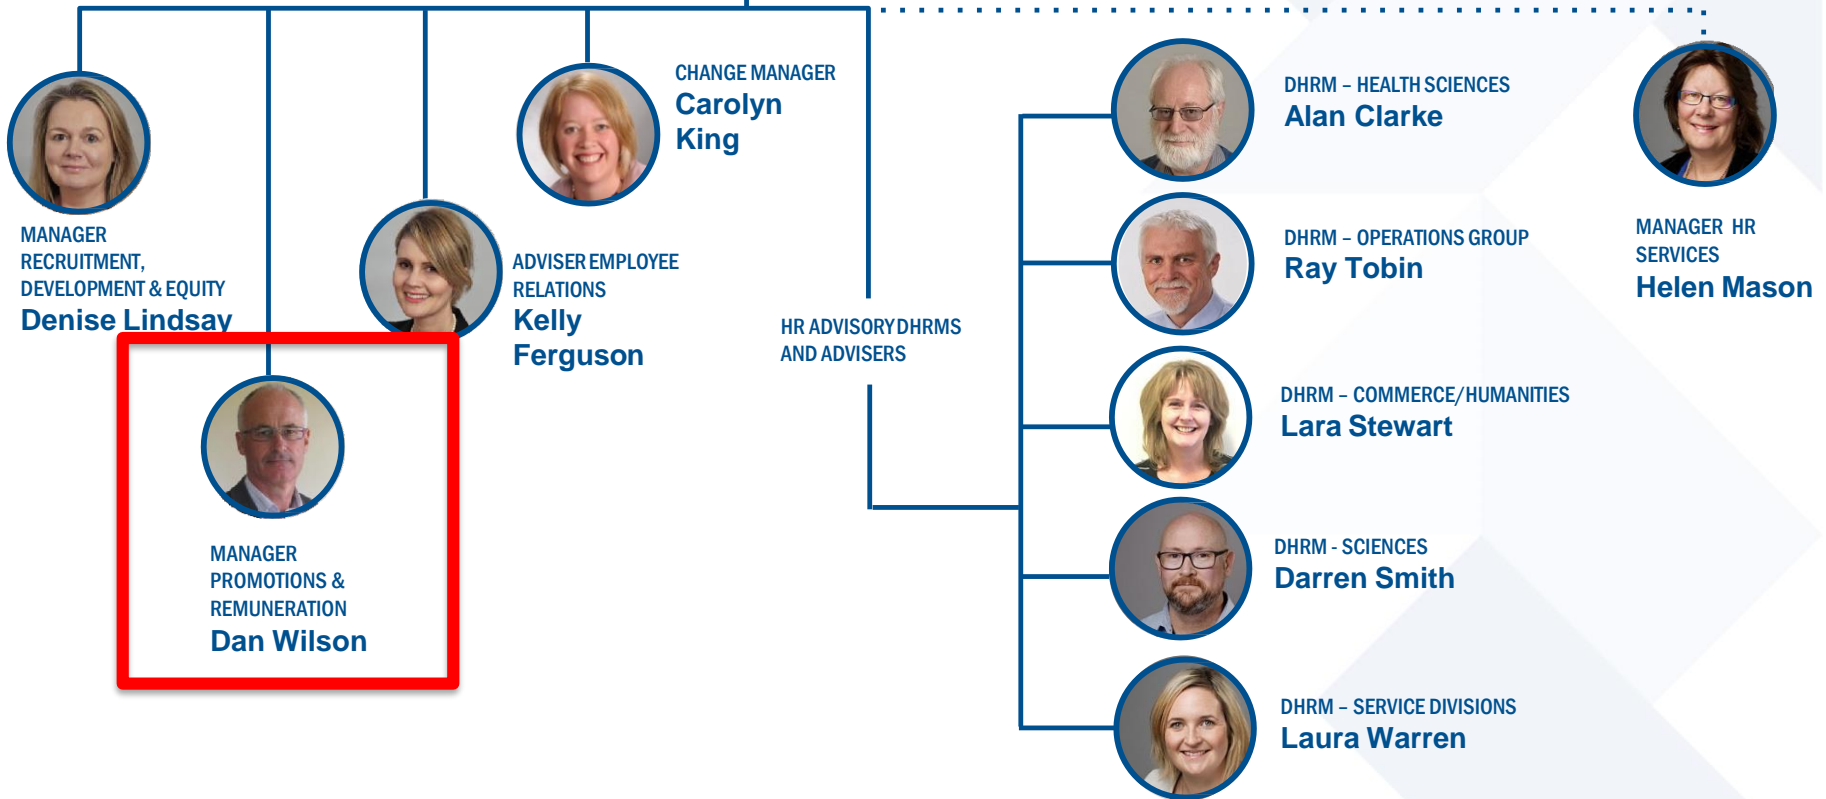 CHANGE MANAGER
Carolyn
King
MANAGER
RECRUITMENT,
DEVELOPMENT & EQUITY
Denise Lindsay
ADVISER EMPLOYEE
RELATIONS
Kelly
Ferguson
MANAGER
PROMOTIONS &
REMUNERATION
Dan Wilson
HR ADVISORY DHRMS
AND ADVISERS
DHRM – HEALTH SCIENCES
Alan Clarke
DHRM – OPERATIONS GROUP
Ray Tobin
DHRM – COMMERCE/HUMANITIES
Lara Stewart
DHRM - SCIENCES
Darren Smith
DHRM – SERVICE DIVISIONS
Laura Warren
MANAGER HR
SERVICES
Helen Mason